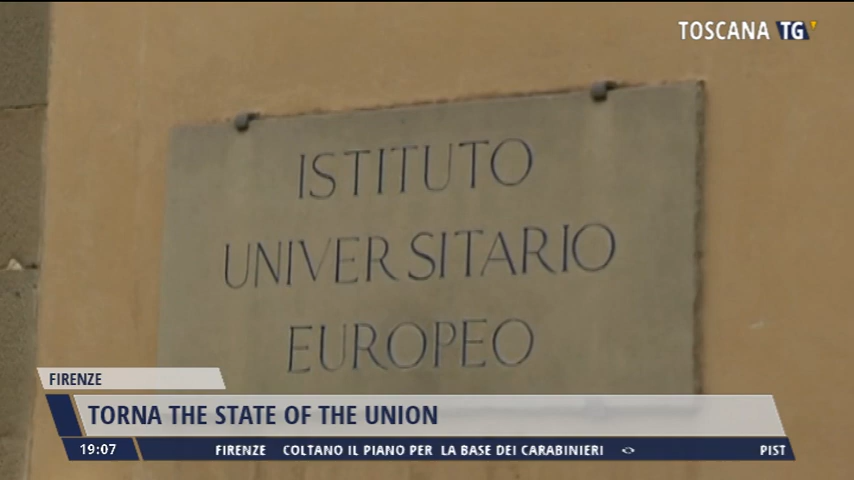 TOSCANA TG
ISTITUTO
UNIVERSITARIO
EUROPEO
FIRENZE
TORNA THE STATE OF THE UNION
19:07 FIRENZE COLTANO IL PIANO PER LA BASE DEI CARABINIERI PIST